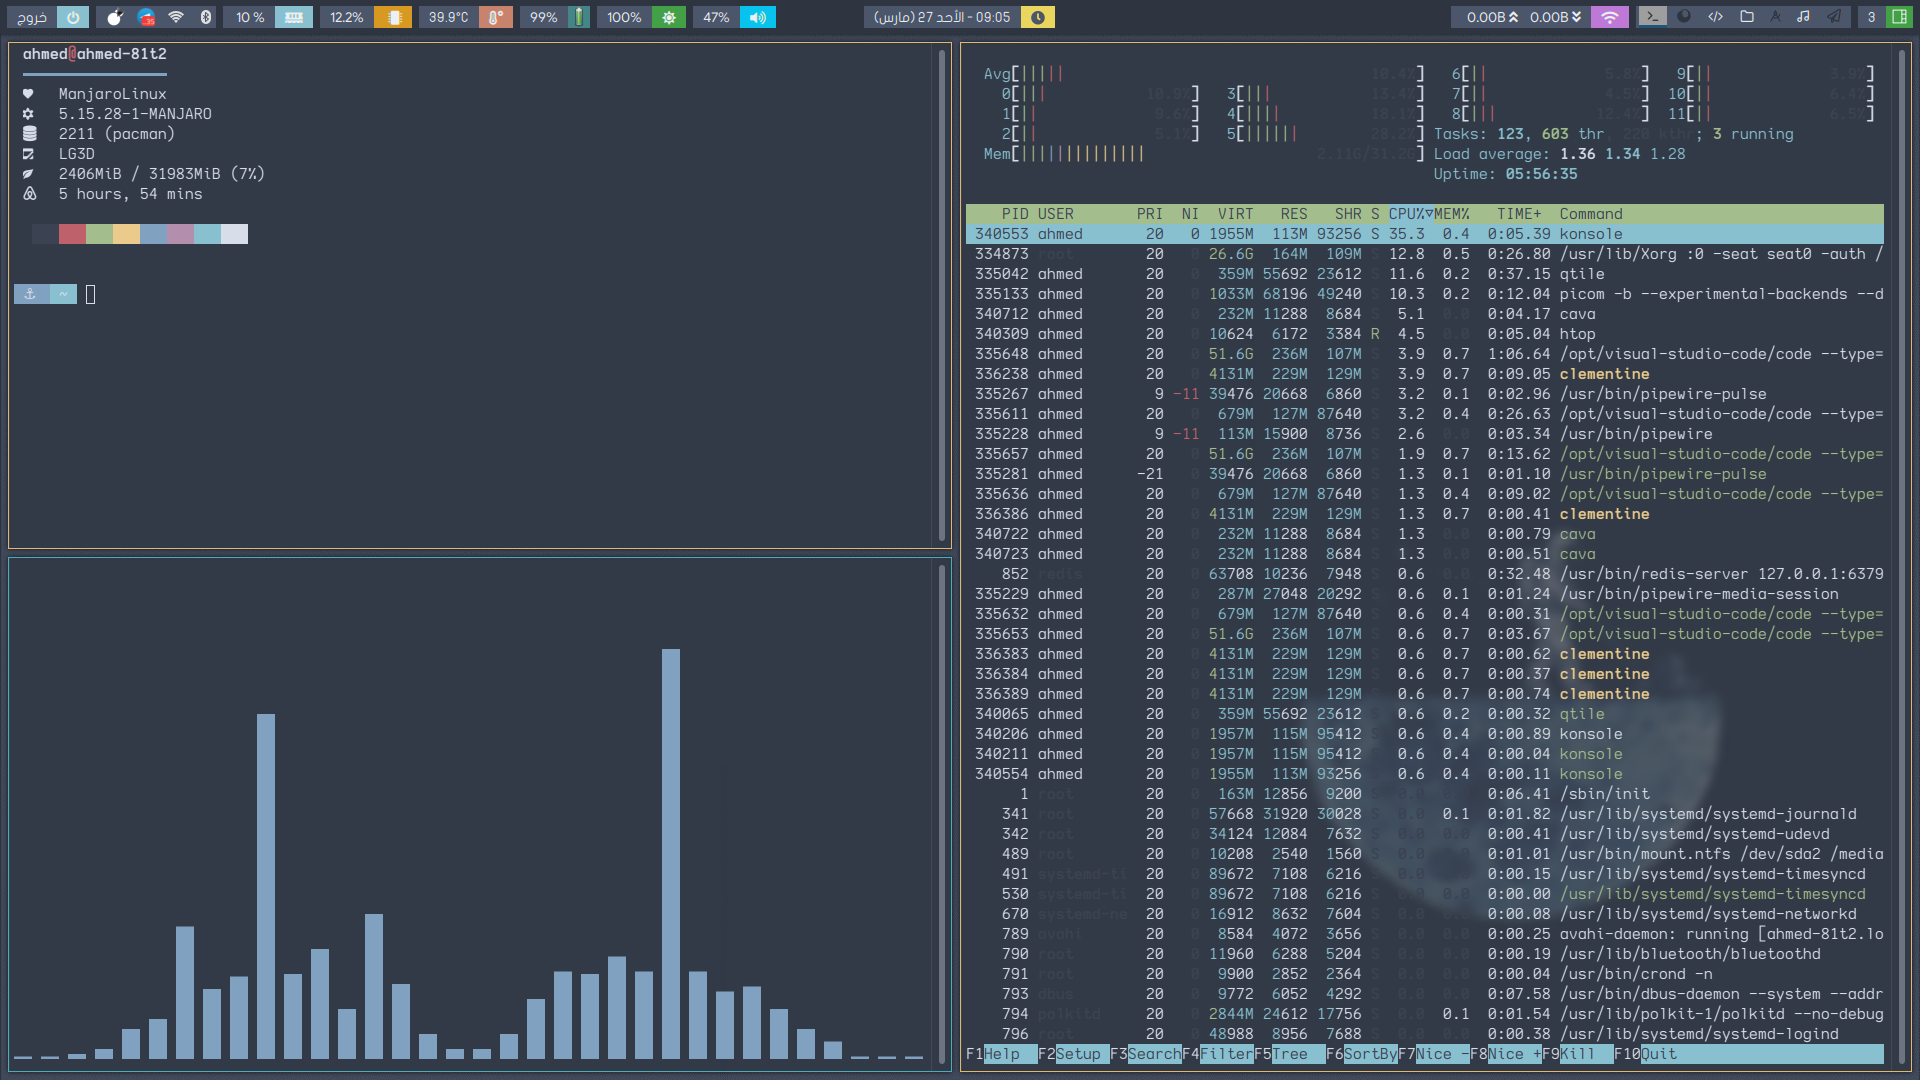 خروج 10 % 12.2% 39.9°C 99% 100% 47% 09:05 - الأحد 27 (مارس) 0.00B 0.00B 3
ahmed@ahmed-81t2
ManjaroLinux
5.15.28-1-MANJARO
2211 (pacman)
LG3D
2406MiB / 31983MiB (7%)
5 hours, 54 mins
~
Avg[|||||10.4%] 6[||5.8%] 9[||3.9%]
0[|||10.9%] 3[|||13.4%] 7[||4.5%] 10[||6.4%]
1[||9.6%] 4[||||18.1%] 8[|||12.4%] 11[||6.5%]
2[||5.1%] 5[||||||28.2%] Tasks: 123, 603 thr, 220 kthr; 3 running
Mem[||||||||||||||2.11G/31.2G] Load average: 1.36 1.34 1.28
Uptime: 05:56:35
PID USER PRI NI VIRT RES SHR S CPU%▽MEM% TIME+ Command
340553 ahmed 20 0 1955M 113M 93256 S 35.3 0.4 0:05.39 konsole
334873 root 20 0 26.6G 164M 109M S 12.8 0.5 0:26.80 /usr/lib/Xorg :0 -seat seat0 -auth /
335042 ahmed 20 0 359M 55692 23612 S 11.6 0.2 0:37.15 qtile
335133 ahmed 20 0 1033M 68196 49240 S 10.3 0.2 0:12.04 picom -b --experimental-backends --d
340712 ahmed 20 0 232M 11288 8684 S 5.1 0.0 0:04.17 cava
340309 ahmed 20 0 10624 6172 3384 R 4.5 0.0 0:05.04 htop
335648 ahmed 20 0 51.6G 236M 107M S 3.9 0.7 1:06.64 /opt/visual-studio-code/code --type=
336238 ahmed 20 0 4131M 229M 129M S 3.9 0.7 0:09.05 clementine
335267 ahmed 9 -11 39476 20668 6860 S 3.2 0.1 0:02.96 /usr/bin/pipewire-pulse
335611 ahmed 20 0 679M 127M 87640 S 3.2 0.4 0:26.63 /opt/visual-studio-code/code --type=
335228 ahmed 9 -11 113M 15900 8736 S 2.6 0.0 0:03.34 /usr/bin/pipewire
335657 ahmed 20 0 51.6G 236M 107M S 1.9 0.7 0:13.62 /opt/visual-studio-code/code --type=
335281 ahmed -21 0 39476 20668 6860 S 1.3 0.1 0:01.10 /usr/bin/pipewire-pulse
335636 ahmed 20 0 679M 127M 87640 S 1.3 0.4 0:09.02 /opt/visual-studio-code/code --type=
336386 ahmed 20 0 4131M 229M 129M S 1.3 0.7 0:00.41 clementine
340722 ahmed 20 0 232M 11288 8684 S 1.3 0.0 0:00.79 cava
340723 ahmed 20 0 232M 11288 8684 S 1.3 0.0 0:00.51 cava
852 redis 20 0 63708 10236 7948 S 0.6 0.0 0:32.48 /usr/bin/redis-server 127.0.0.1:6379
335229 ahmed 20 0 287M 27048 20292 S 0.6 0.1 0:01.24 /usr/bin/pipewire-media-session
335632 ahmed 20 0 679M 127M 87640 S 0.6 0.4 0:00.31 /opt/visual-studio-code/code --type=
335653 ahmed 20 0 51.6G 236M 107M S 0.6 0.7 0:03.67 /opt/visual-studio-code/code --type=
336383 ahmed 20 0 4131M 229M 129M S 0.6 0.7 0:00.62 clementine
336384 ahmed 20 0 4131M 229M 129M S 0.6 0.7 0:00.37 clementine
336389 ahmed 20 0 4131M 229M 129M S 0.6 0.7 0:00.74 clementine
340065 ahmed 20 0 359M 55692 23612 S 0.6 0.2 0:00.32 qtile
340206 ahmed 20 0 1957M 115M 95412 S 0.6 0.4 0:00.89 konsole
340211 ahmed 20 0 1957M 115M 95412 S 0.6 0.4 0:00.04 konsole
340554 ahmed 20 0 1955M 113M 93256 S 0.6 0.4 0:00.11 konsole
1 root 20 0 163M 12856 9200 S 0.0 0.0 0:06.41 /sbin/init
341 root 20 0 57668 31920 30028 S 0.0 0.1 0:01.82 /usr/lib/systemd/systemd-journald
342 root 20 0 34124 12084 7632 S 0.0 0.0 0:00.41 /usr/lib/systemd/systemd-udevd
489 root 20 0 10208 2540 1560 S 0.0 0.0 0:01.01 /usr/bin/mount.ntfs /dev/sda2 /media
491 systemd-ti 20 0 89672 7108 6216 S 0.0 0.0 0:00.15 /usr/lib/systemd/systemd-timesyncd
530 systemd-ti 20 0 89672 7108 6216 S 0.0 0.0 0:00.00 /usr/lib/systemd/systemd-timesyncd
670 systemd-ne 20 0 16912 8632 7604 S 0.0 0.0 0:00.08 /usr/lib/systemd/systemd-networkd
789 avahi 20 0 8584 4072 3656 S 0.0 0.0 0:00.25 avahi-daemon: running [ahmed-81t2.lo
790 root 20 0 11960 6288 5204 S 0.0 0.0 0:00.19 /usr/lib/bluetooth/bluetoothd
791 root 20 0 9900 2852 2364 S 0.0 0.0 0:00.04 /usr/bin/crond -n
793 dbus 20 0 9772 6052 4292 S 0.0 0.0 0:07.58 /usr/bin/dbus-daemon --system --addr
794 polkitd 20 0 2844M 24612 17756 S 0.0 0.1 0:01.54 /usr/lib/polkit-1/polkitd --no-debug
796 root 20 0 48988 8956 7688 S 0.0 0.0 0:00.38 /usr/lib/systemd/systemd-logind
F1Help F2Setup F3SearchF4FilterF5Tree F6SortByF7Nice -F8Nice +F9Kill F10Quit